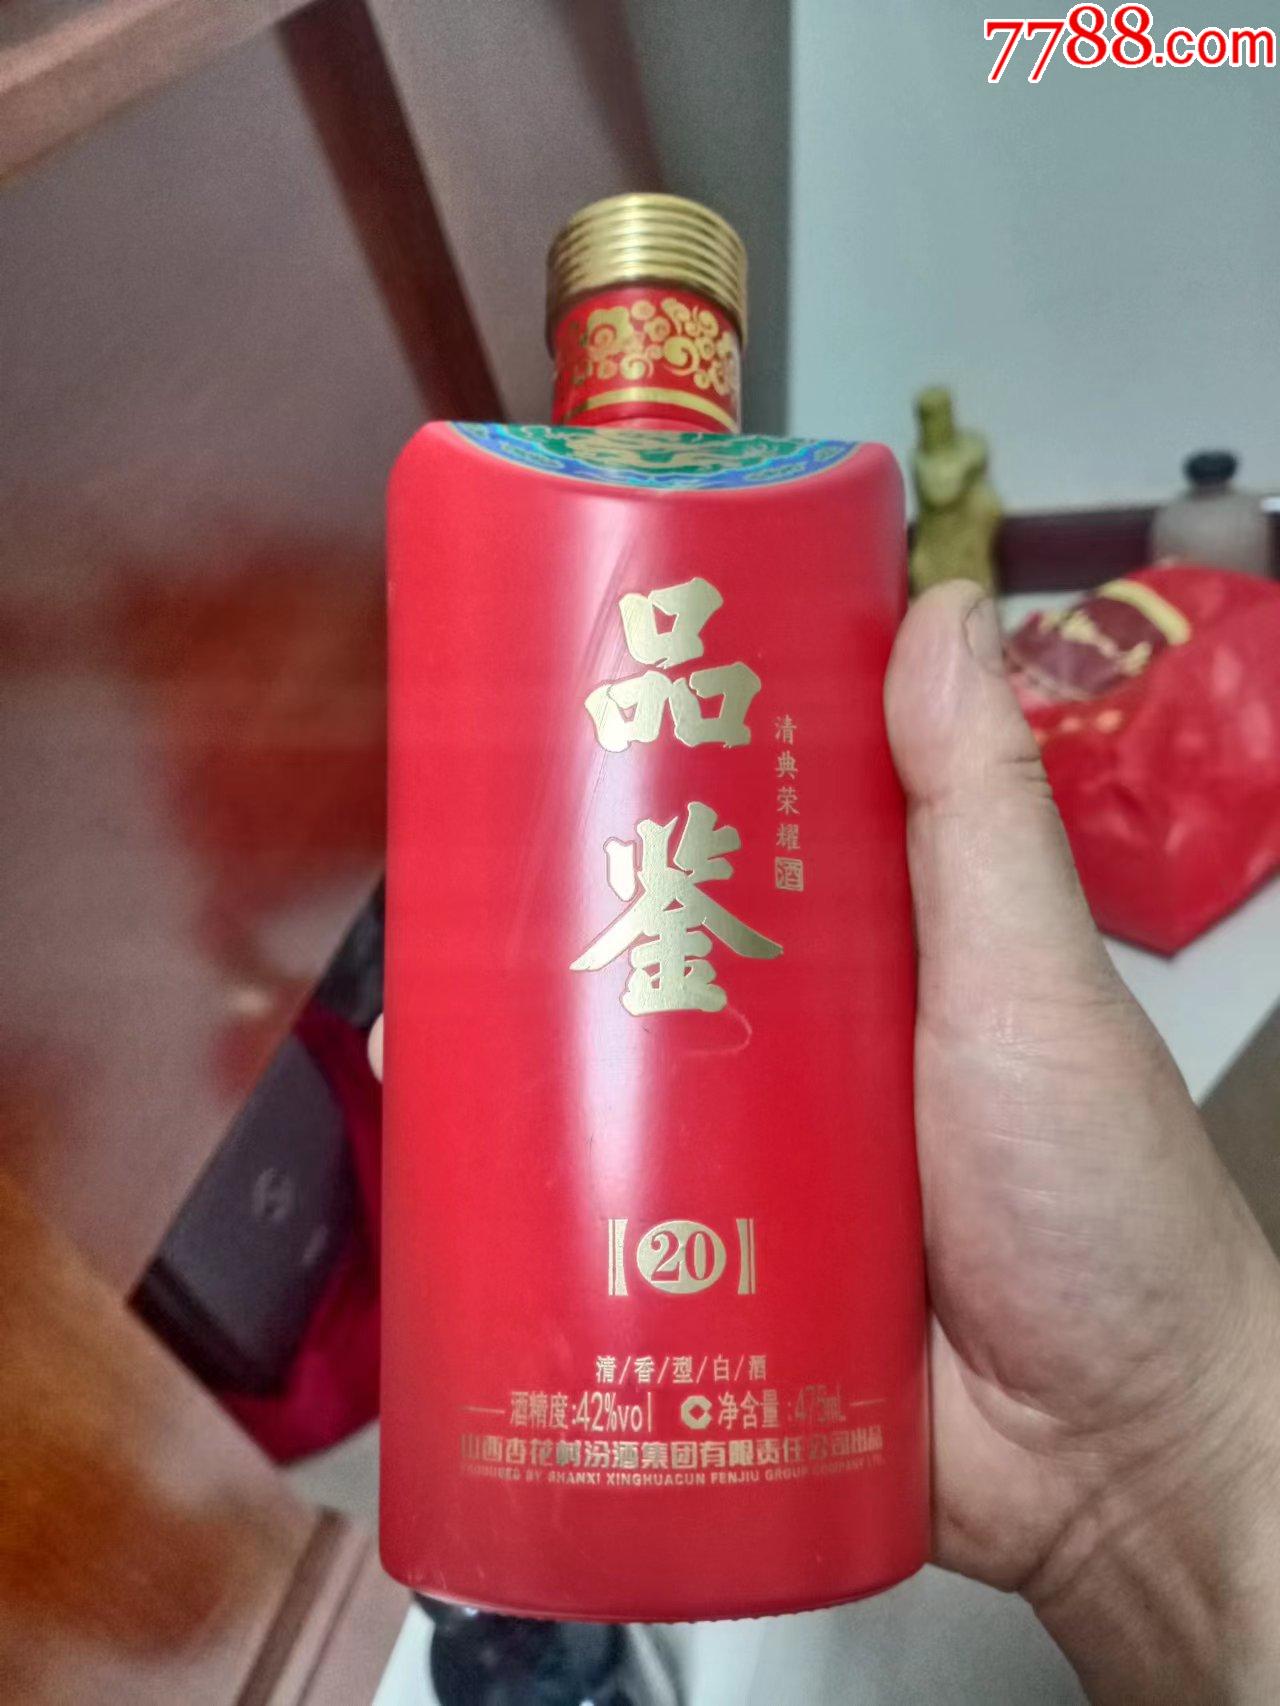 7788.com
品鉴
清典荣耀
酒
20
清/香/型/白/酒
酒精度:42%vol 净含量:475mL
山西杏花村汾酒集团有限责任公司出品
PRODUCED BY SHANXI XINGHUACUN FENJIU GROUP COMPANY LTD.